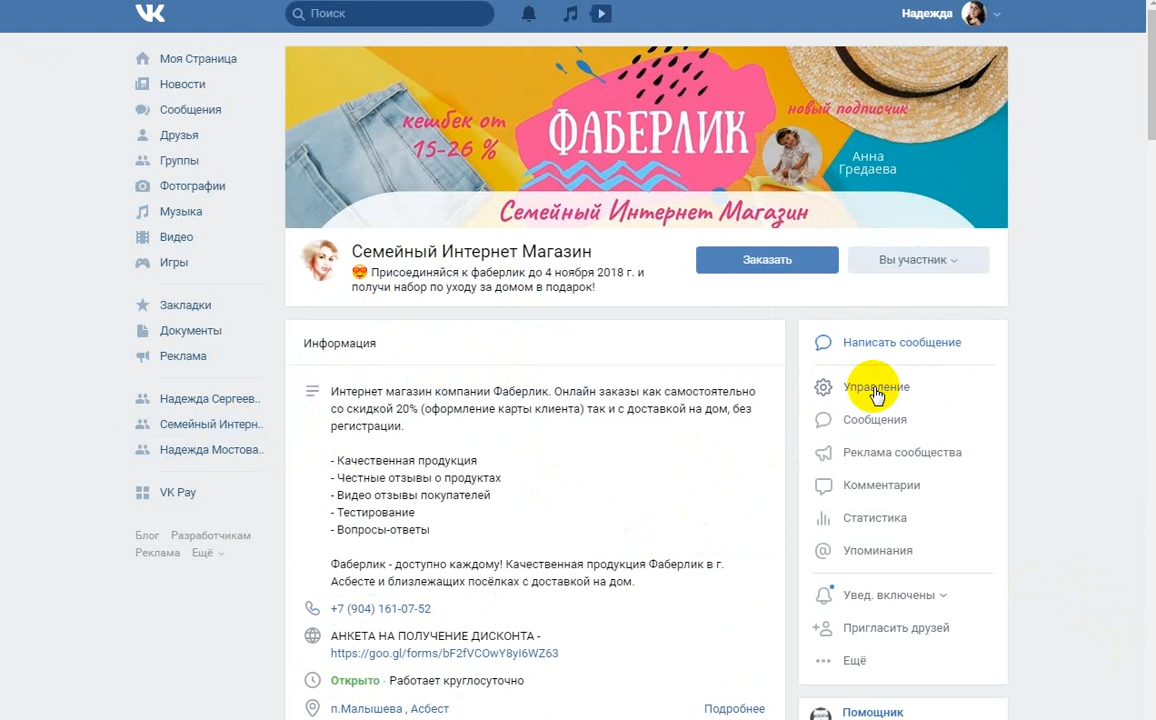 Поиск
Надежда
Моя Страница
Новости
Сообщения
Друзья
Группы
Фотографии
Музыка
Видео
Игры
Закладки
Документы
Реклама
Надежда Сергеев..
Семейный Интерн..
Надежда Мостова..
VK Pay
Блог Разработчикам
Реклама Ещё
кешбек от
15-26 %
ФАБЕРЛИК
новый подписчик
Анна
Гредаева
Семейный Интернет Магазин
Семейный Интернет Магазин
😍 Присоединяйся к фаберлик до 4 ноября 2018 г. и
получи набор по уходу за домом в подарок!
Заказать
Вы участник
Информация
Интернет магазин компании Фаберлик. Онлайн заказы как самостоятельно
со скидкой 20% (оформление карты клиента) так и с доставкой на дом, без
регистрации.
- Качественная продукция
- Честные отзывы о продуктах
- Видео отзывы покупателей
- Тестирование
- Вопросы-ответы
Фаберлик - доступно каждому! Качественная продукция Фаберлик в г.
Асбесте и близлежащих посёлках с доставкой на дом.
+7 (904) 161-07-52
АНКЕТА НА ПОЛУЧЕНИЕ ДИСКОНТА -
https://goo.gl/forms/bF2fVCOwY8yI6WZ63
Открыто · Работает круглосуточно
п.Малышева , Асбест
Подробнее
Написать сообщение
Управление
Сообщения
Реклама сообщества
Комментарии
Статистика
Упоминания
Увед. включены
Пригласить друзей
Ещё
Помощник